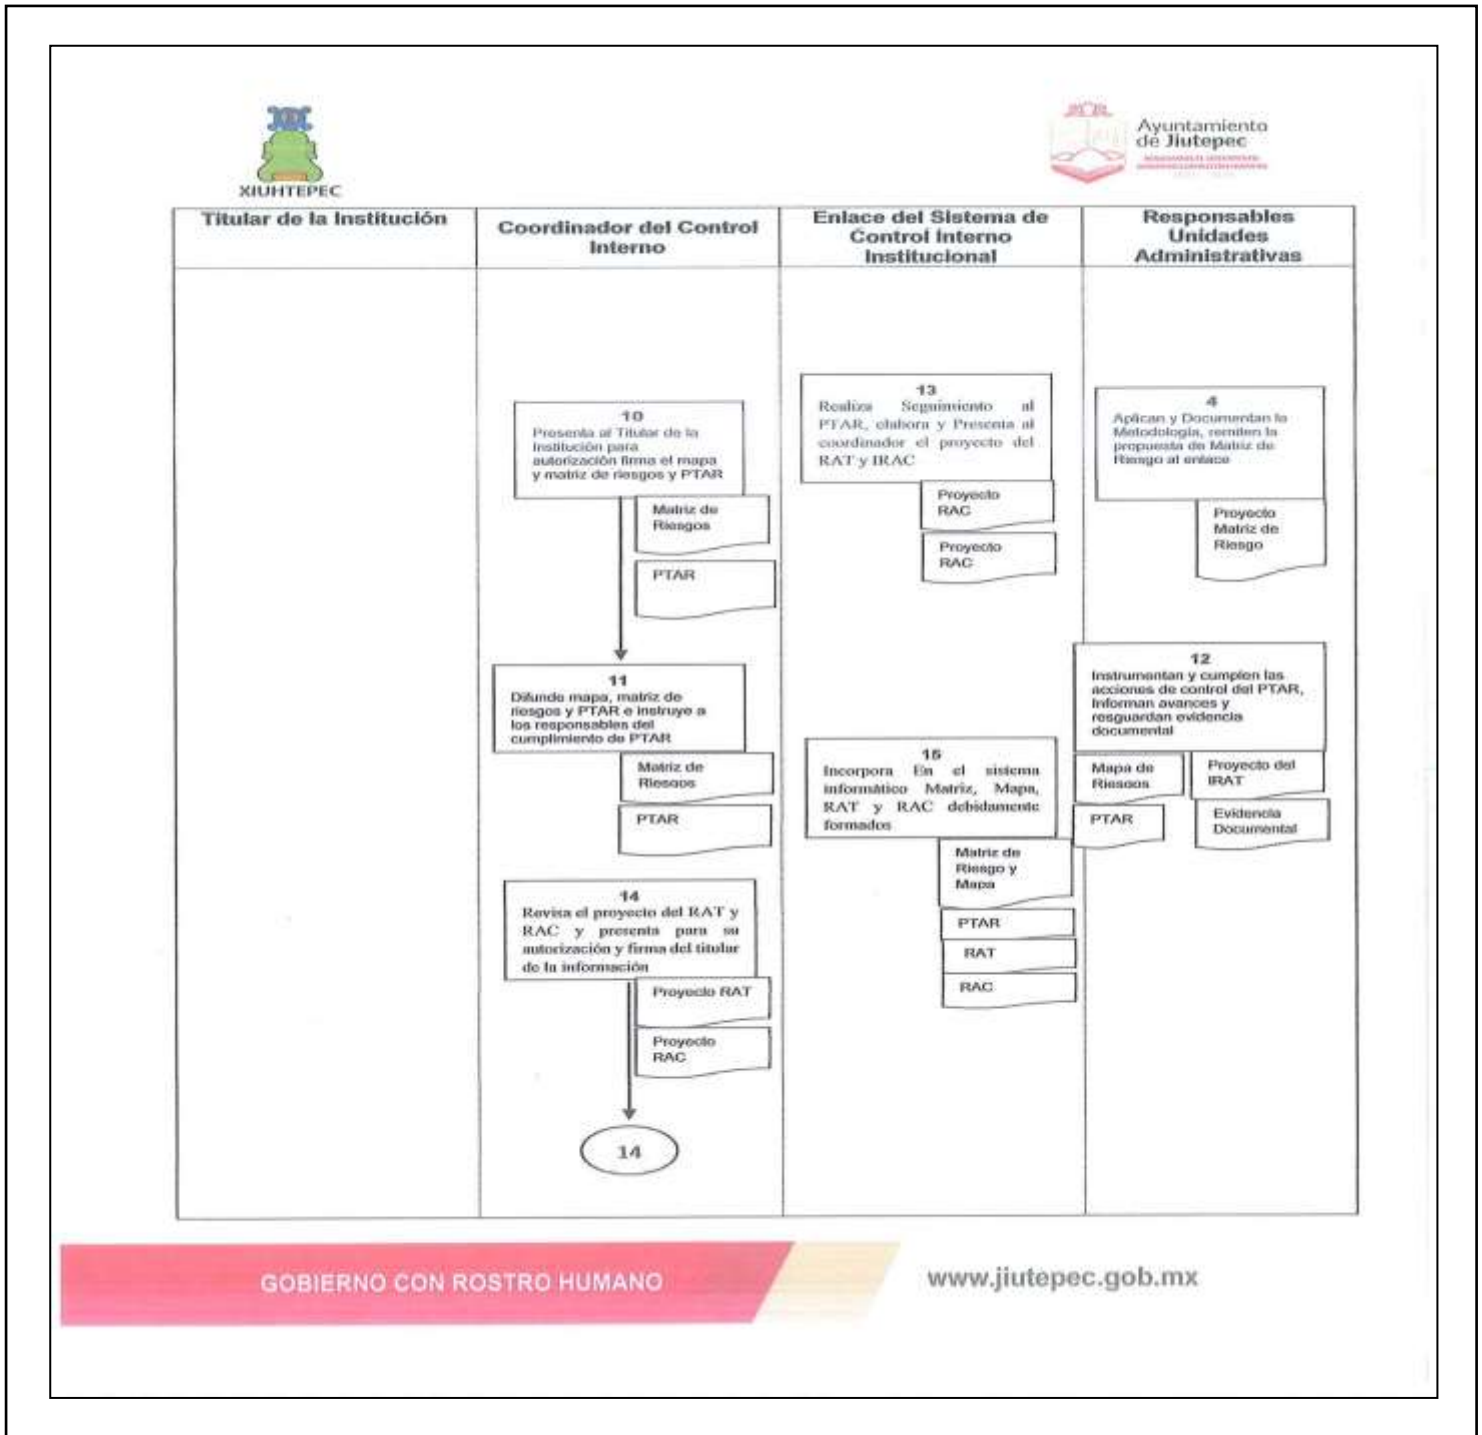 XIUHTEPEC
Ayuntamiento
de Jiutepec
Titular de la Institución
Coordinador del Control
Interno
Enlace del Sistema de
Control Interno
Institucional
Responsables
Unidades
Administrativas
10
Presenta al Titular de la
Institución para
autorización firma el mapa
y matriz de riesgos y PTAR
Matriz de
Riesgos
PTAR
11
Difunde mapa, matriz de
riesgos y PTAR e instruye a
los responsables del
cumplimiento de PTAR
Matriz de
Riesgos
PTAR
14
Revisa el proyecto del RAT y
RAC y presenta para su
autorización y firma del titular
de la información
Proyecto RAT
Proyecto
RAC
14
13
Realiza Seguimiento al
PTAR, elabora y Presenta al
coordinador el proyecto del
RAT y IRAC
Proyecto
RAC
Proyecto
RAC
15
Incorpora En el sistema
informático Matriz, Mapa,
RAT y RAC debidamente
formados
Matriz de
Riesgo y
Mapa
PTAR
RAT
RAC
4
Aplican y Documentan la
Metodología, remiten la
propuesta de Matriz de
Riesgo al enlace
Proyecto
Matriz de
Riesgo
12
Instrumentan y cumplen las
acciones de control del PTAR,
Informan avances y
resguardan evidencia
documental
Mapa de
Riesgos
Proyecto del
IRAT
PTAR
Evidencia
Documental
GOBIERNO CON ROSTRO HUMANO
www.jiutepec.gob.mx